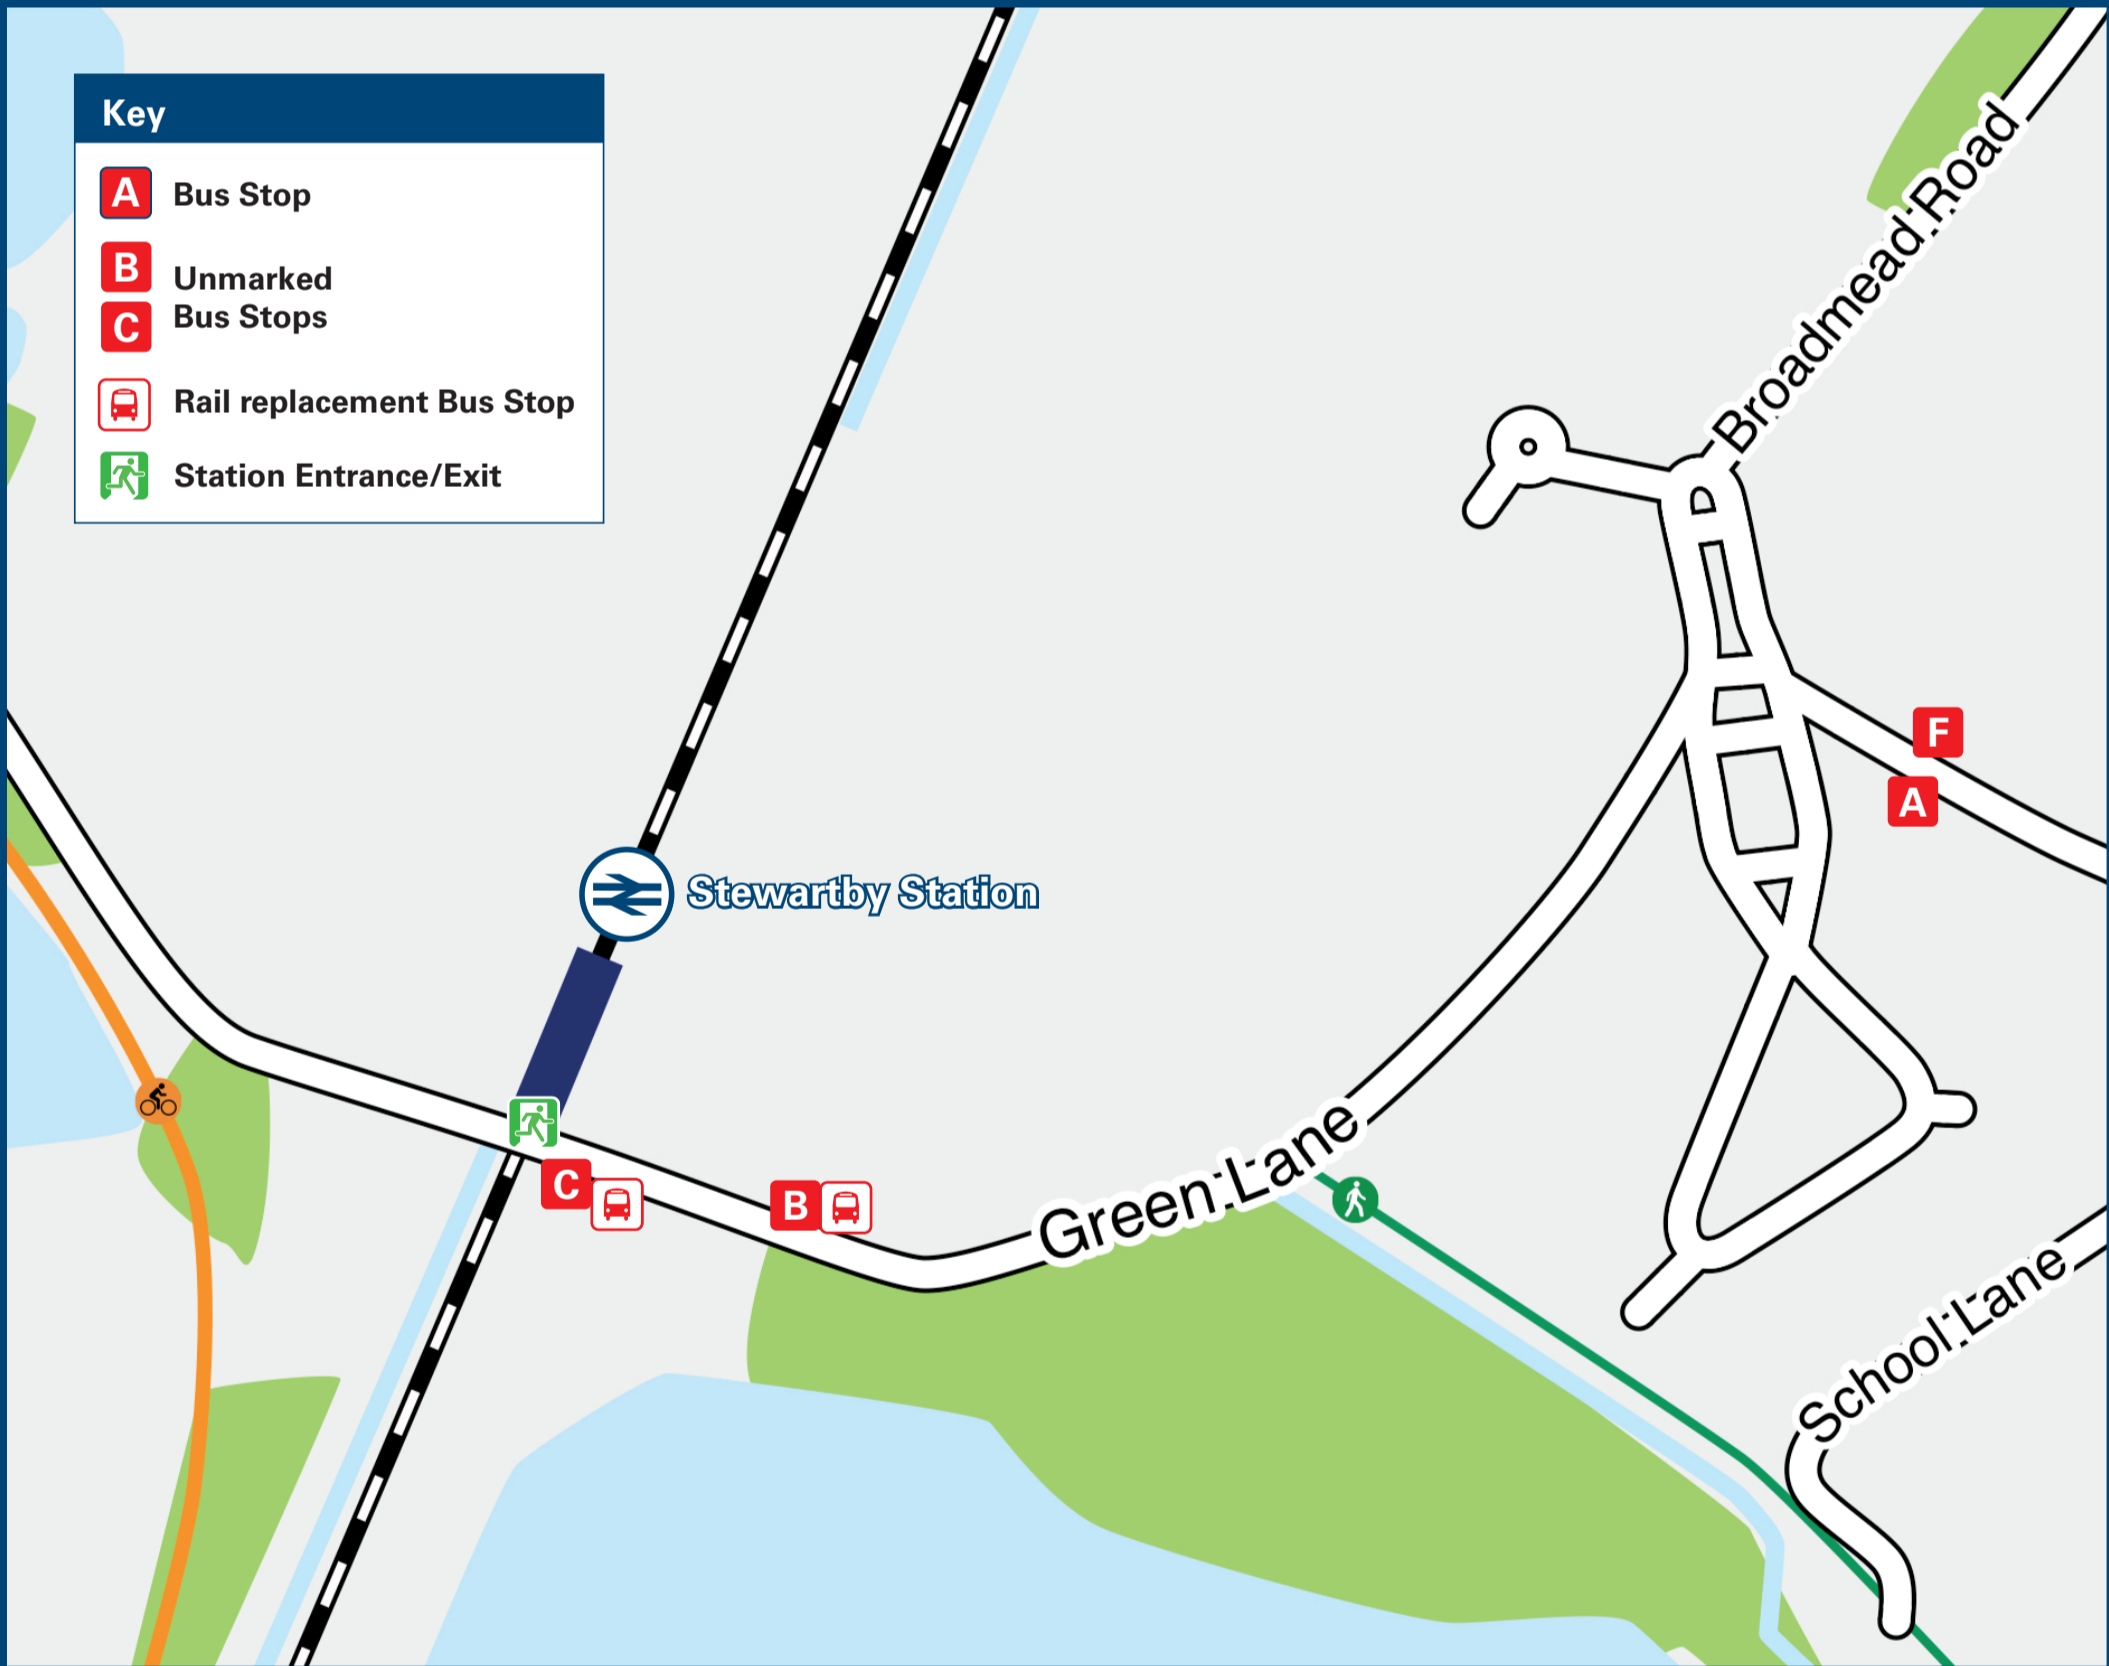 Key
A Bus Stop
B Unmarked
C Bus Stops
Rail replacement Bus Stop
Station Entrance/Exit
Broadmead Road
F
A
Stewartby Station
Green Lane
C
B
School Lane